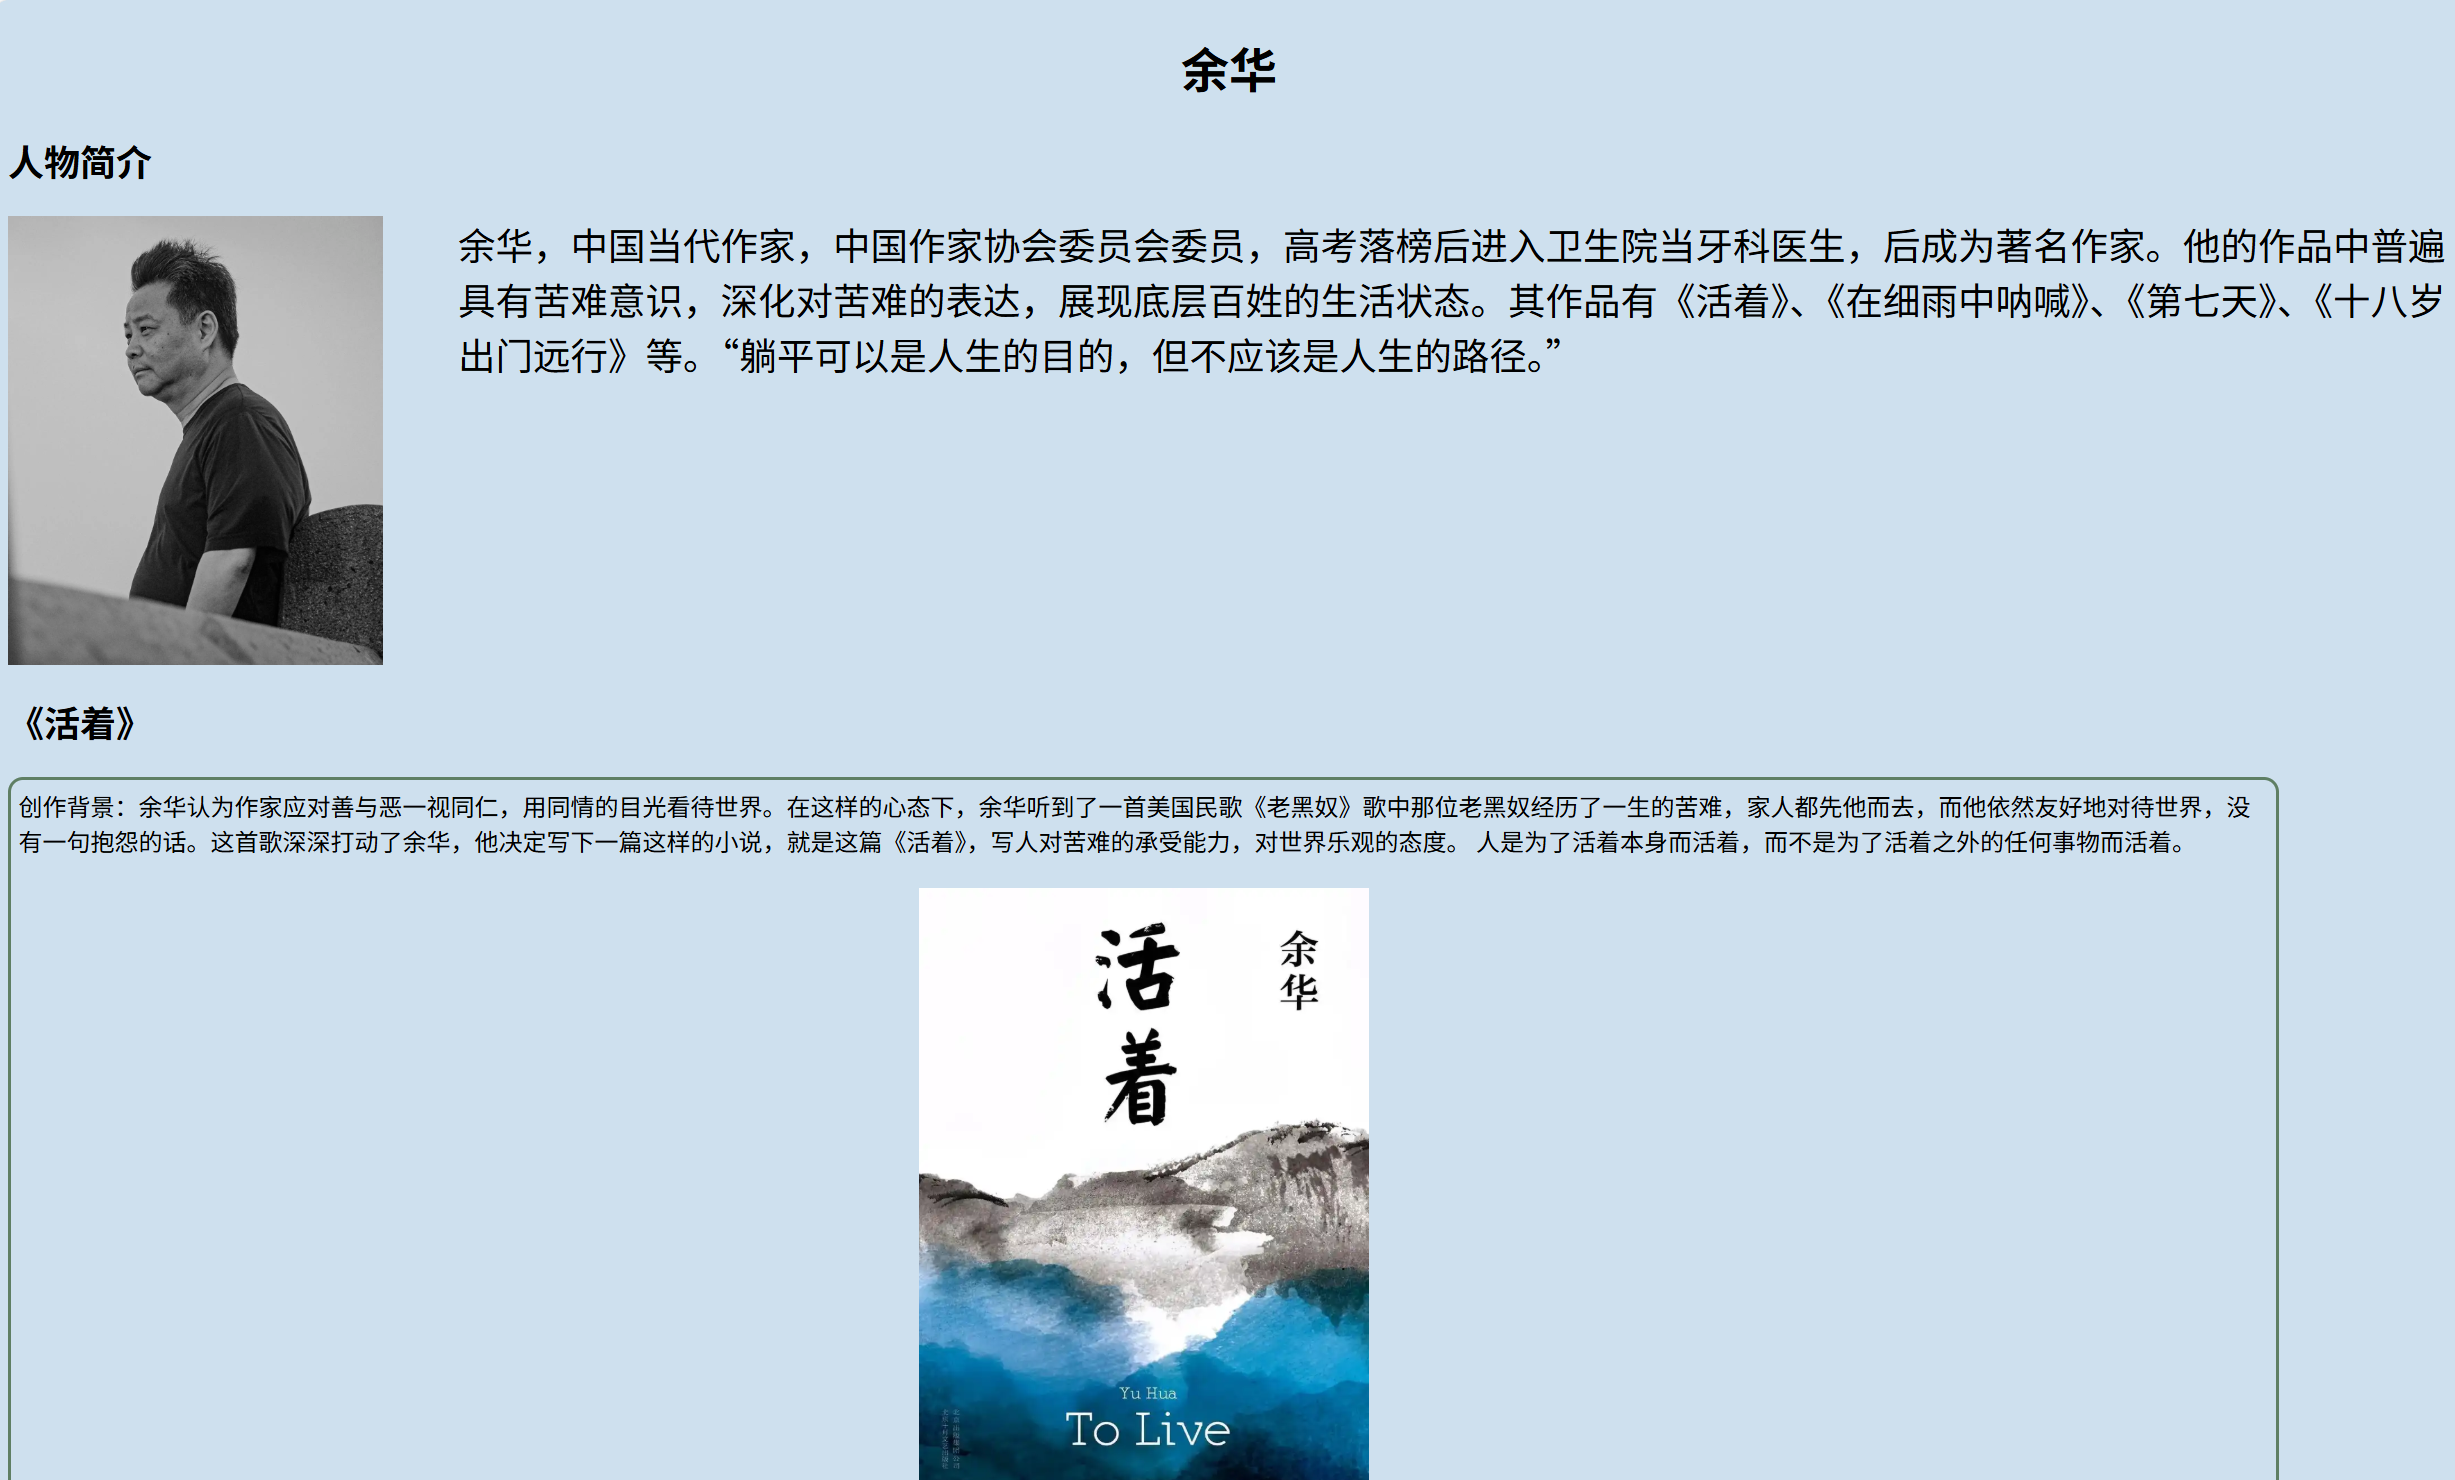 余华
人物简介
余华，中国当代作家，中国作家协会委员会委员，高考落榜后进入卫生院当牙科医生，后成为著名作家。他的作品中普遍
具有苦难意识，深化对苦难的表达，展现底层百姓的生活状态。其作品有《活着》、《在细雨中呐喊》、《第七天》、《十八岁
出门远行》等。“躺平可以是人生的目的，但不应该是人生的路径。”
《活着》
创作背景：余华认为作家应对善与恶一视同仁，用同情的目光看待世界。在这样的心态下，余华听到了一首美国民歌《老黑奴》歌中那位老黑奴经历了一生的苦难，家人都先他而去，而他依然友好地对待世界，没
有一句抱怨的话。这首歌深深打动了余华，他决定写下一篇这样的小说，就是这篇《活着》，写人对苦难的承受能力，对世界乐观的态度。 人是为了活着本身而活着，而不是为了活着之外的任何事物而活着。
活着
余华
Yu Hua
To Live